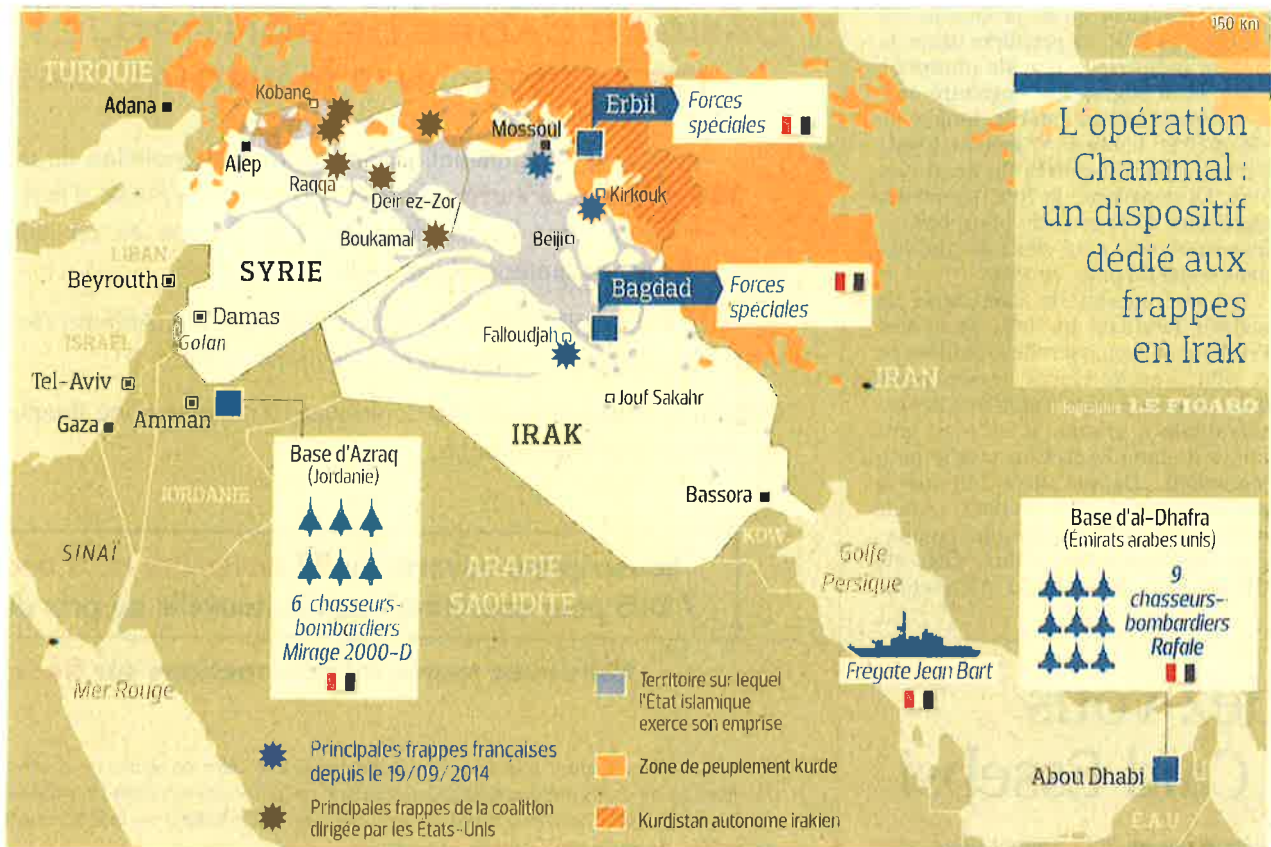 150 Km
TURQUIE
Adana
Kobane
Alep
Raqqa
Deir ez-Zor
Boukamal
Mossoul
Erbil
Forces
spéciales
Kirkouk
Beiji
LIBAN
Beyrouth
SYRIE
Damas
Golan
ISRAËL
Tel-Aviv
Gaza
Amman
Bagdad
Forces
spéciales
Falloudjah
Jouf Sakahr
IRAK
IRAN
Bassora
L'opération
Chammal :
un dispositif
dédié aux
frappes
en Irak
LE FIGARO
Base d'Azraq
(Jordanie)
6 chasseurs-
bombardiers
Mirage 2000-D
JORDANIE
SINAÏ
ARABIE
SAOUDITE
KOW.
Golfe
Persique
Mer Rouge
Frégate Jean Bart
Base d'al-Dhafra
(Émirats arabes unis)
9
chasseurs-
bombardiers
Rafale
Abou Dhabi
E.A.U
Principales frappes françaises
depuis le 19/09/2014
Principales frappes de la coalition
dirigée par les États-Unis
Territoire sur lequel
l'État islamique
exerce son emprise
Zone de peuplement kurde
Kurdistan autonome irakien